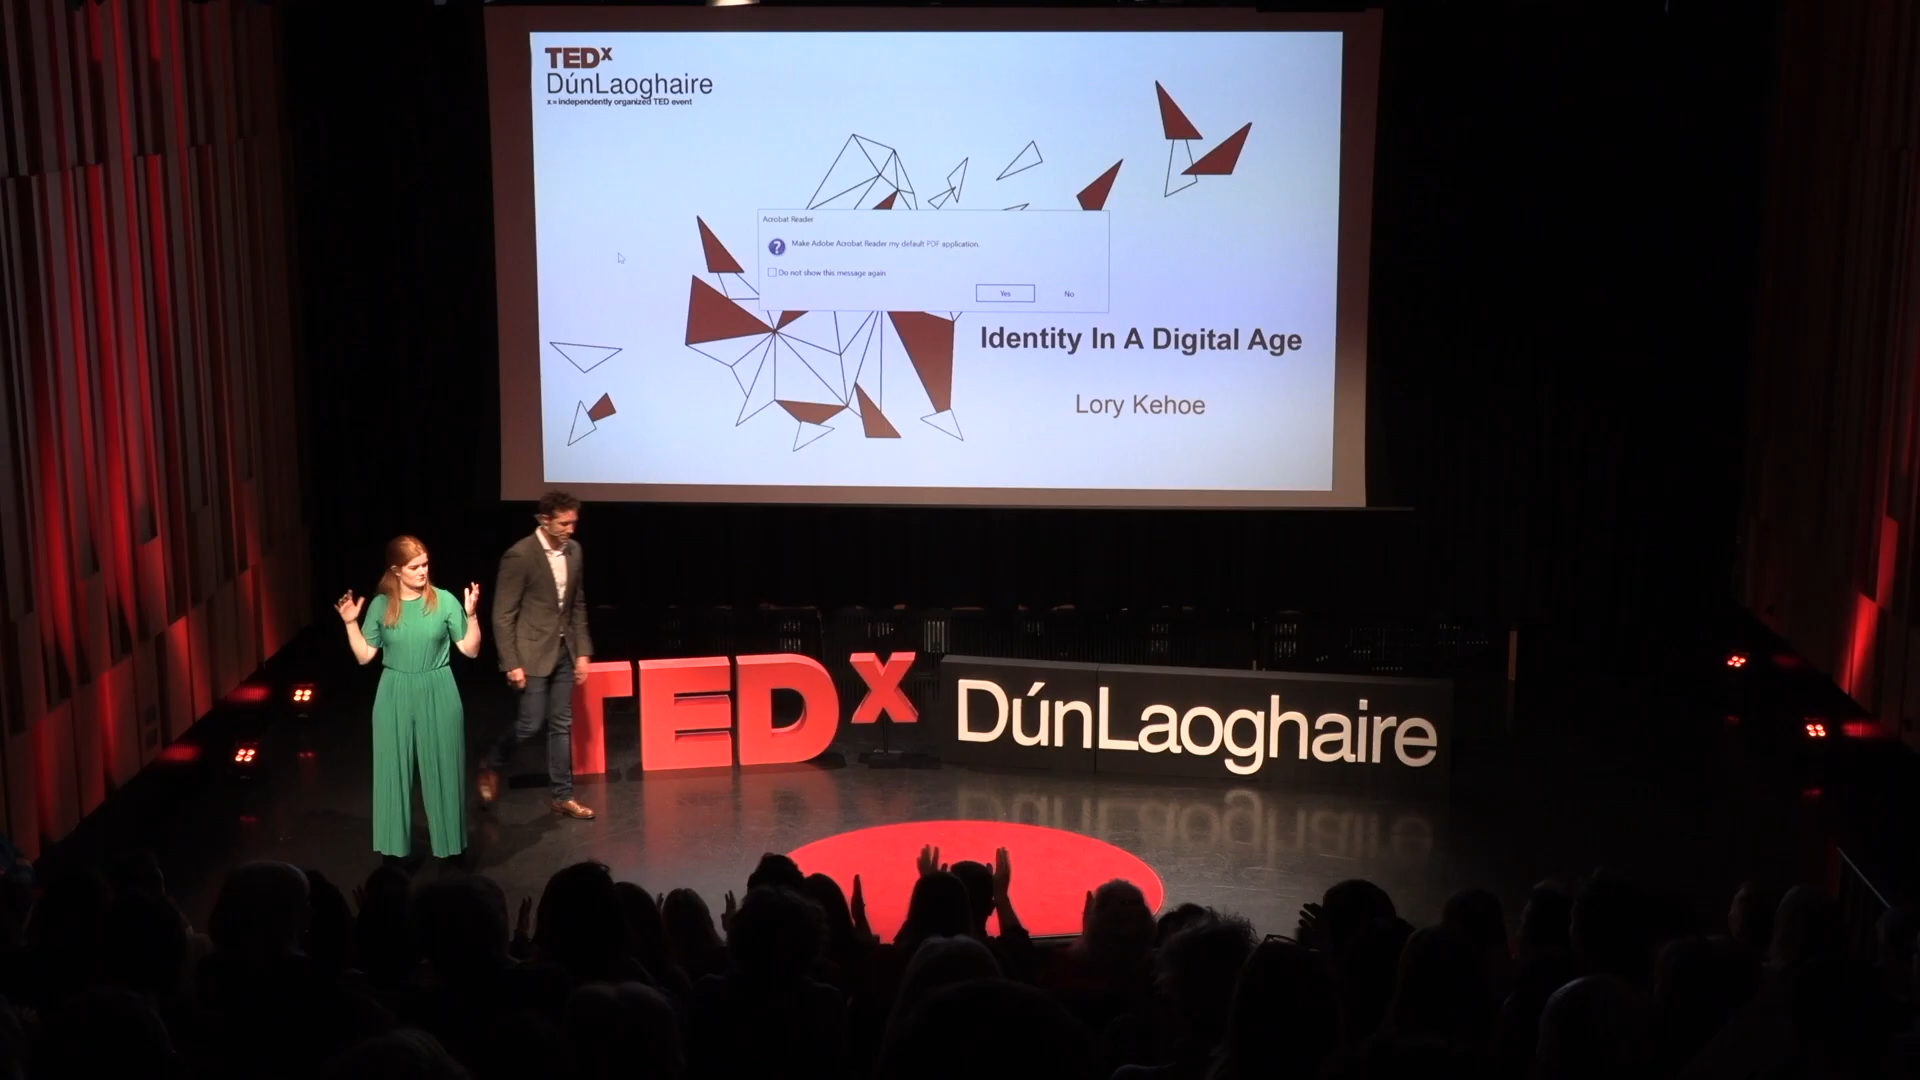 TEDx
DúnLaoghaire
x = independently organized TED event
Acrobat Reader
Make Adobe Acrobat Reader my default PDF application.
Do not show this message again
Yes No
Identity In A Digital Age
Lory Kehoe
TEDx DúnLaoghaire